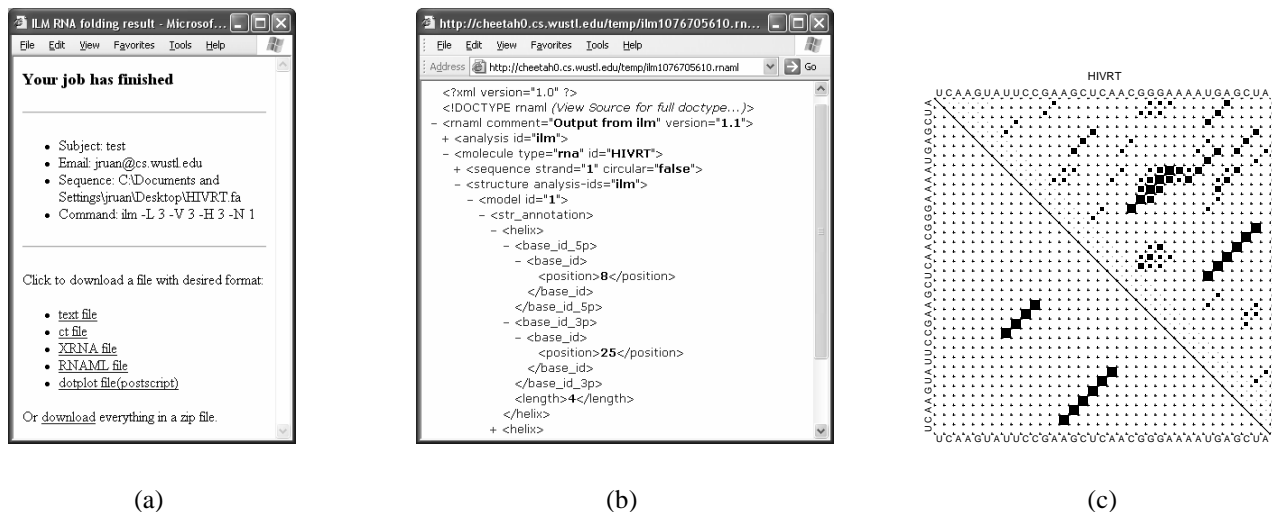 ILM RNA folding result - Microsof...
File Edit View Favorites Tools Help
Your job has finished
• Subject: test
• Email: jruan@cs.wustl.edu
• Sequence: C:\Documents and
Settings\jruan\Desktop\HIVRT.fa
• Command: ilm -L 3 -V 3 -H 3 -N 1
Click to download a file with desired format:
• text file
• ct file
• XRNA file
• RNAML file
• dotplot file(postscript)
Or download everything in a zip file.
(a)
http://cheetah0.cs.wustl.edu/temp/ilm1076705610.rn...
File Edit View Favorites Tools Help
Address http://cheetah0.cs.wustl.edu/temp/ilm1076705610.rnaml Go
<?xml version="1.0" ?>
<!DOCTYPE rnaml (View Source for full doctype...)>
- <rnaml comment="Output from ilm" version="1.1">
+ <analysis id="ilm">
- <molecule type="rna" id="HIVRT">
+ <sequence strand="1" circular="false">
- <structure analysis-ids="ilm">
- <model id="1">
- <str_annotation>
- <helix>
- <base_id_5p>
- <base_id>
<position>8</position>
</base_id>
</base_id_5p>
- <base_id_3p>
- <base_id>
<position>25</position>
</base_id>
</base_id_3p>
<length>4</length>
</helix>
+ <helix>
(b)
HIVRT
UCAAGUAUUCCGAAGCUCAACGGGAAAAUGAGCUA
UCAAGUAUUCCGAAGCUCAACGGGAAAAUGAGCUA
UCAAGUAUUCCGAAGCUCAACGGGAAAAUGAGCUA
(c)